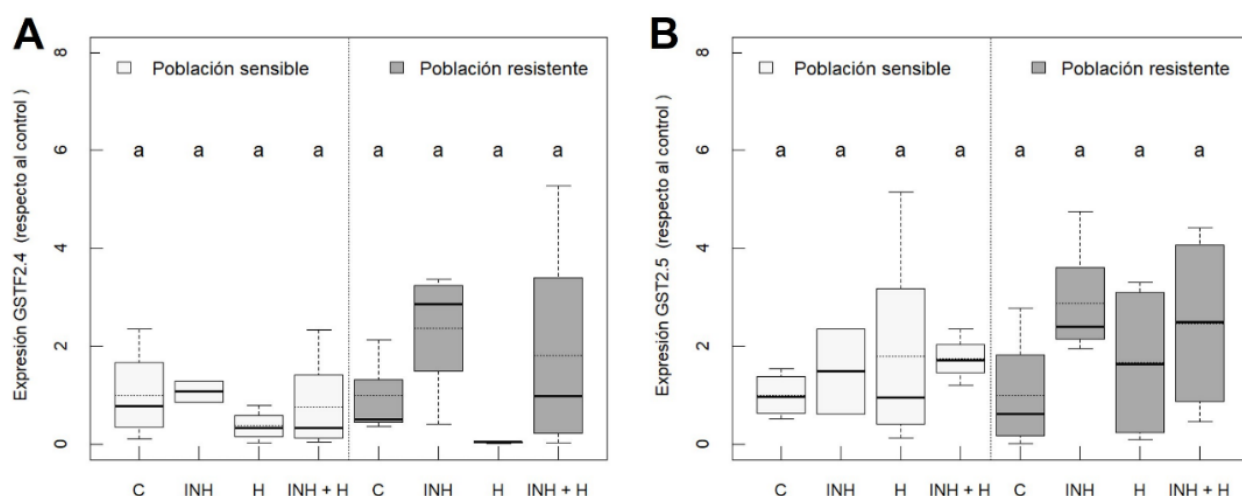 A
Expresión GSTF2.4 (respecto al control)
8
6
4
2
0
Población sensible
Población resistente
a a a a a a a a
C INH H INH + H C INH H INH + H
B
Expresión GST2.5 (respecto al control)
8
6
4
2
0
Población sensible
Población resistente
a a a a a a a a
C INH H INH + H C INH H INH + H